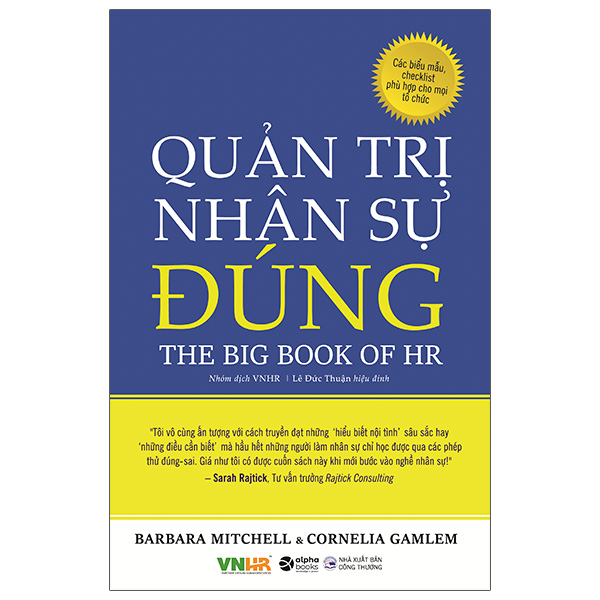 Các biểu mẫu,
checklist
phù hợp cho mọi
tổ chức
QUẢN TRỊ
NHÂN SỰ
ĐÚNG
THE BIG BOOK OF HR
Nhóm dịch VNHR | Lê Đức Thuận hiệu đính
"Tôi vô cùng ấn tượng với cách truyền đạt những 'hiểu biết nội tình' sâu sắc hay
'những điều cần biết' mà hầu hết những người làm nhân sự chỉ học được qua các phép
thử đúng-sai. Giá như tôi có được cuốn sách này khi mới bước vào nghề nhân sự!"
– Sarah Rajtick, Tư vấn trưởng Rajtick Consulting
BARBARA MITCHELL & CORNELIA GAMLEM
VNHR
alpha
books
NHÀ XUẤT BẢN
CÔNG THƯƠNG